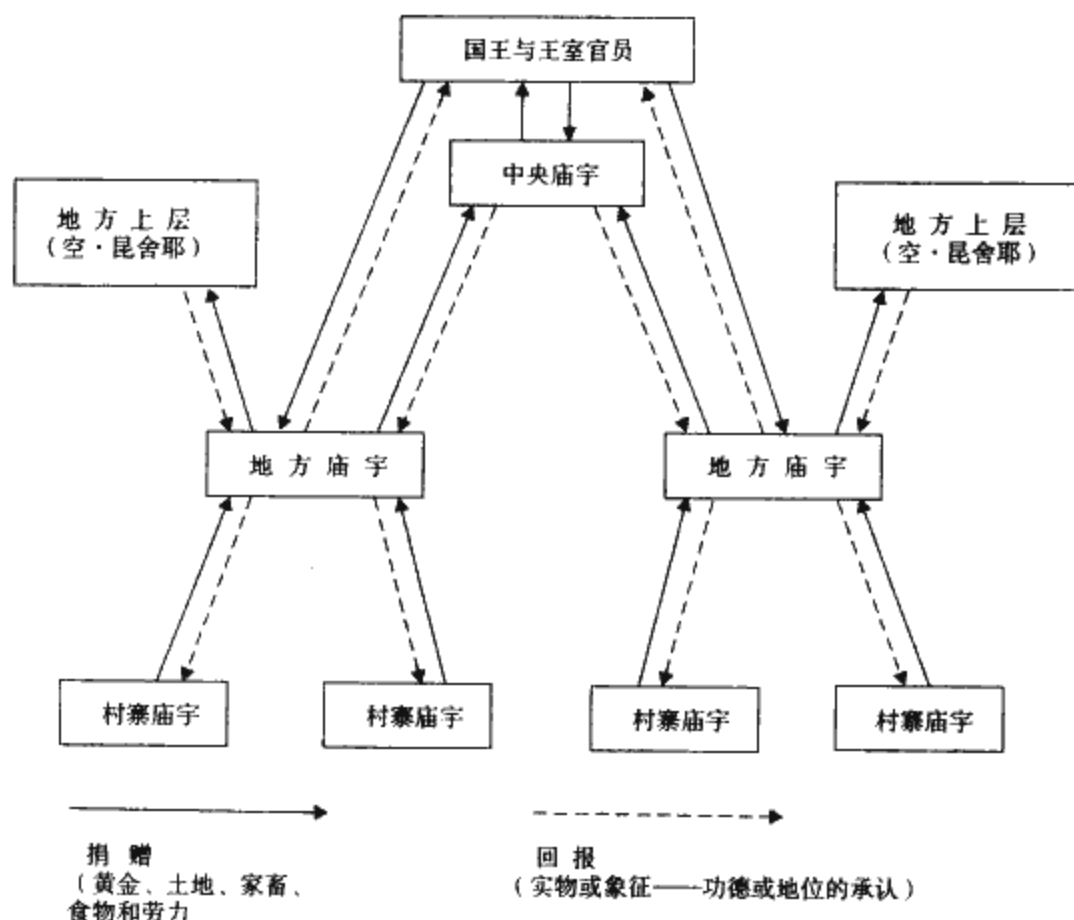 国王与王室官员
中央庙宇
地方上层
（空·昆舍耶）
地方上层
（空·昆舍耶）
地方庙宇
地方庙宇
村寨庙宇
村寨庙宇
村寨庙宇
村寨庙宇
捐赠
（黄金、土地、家畜、
食物和劳力
回报
（实物或象征——功德或地位的承认）